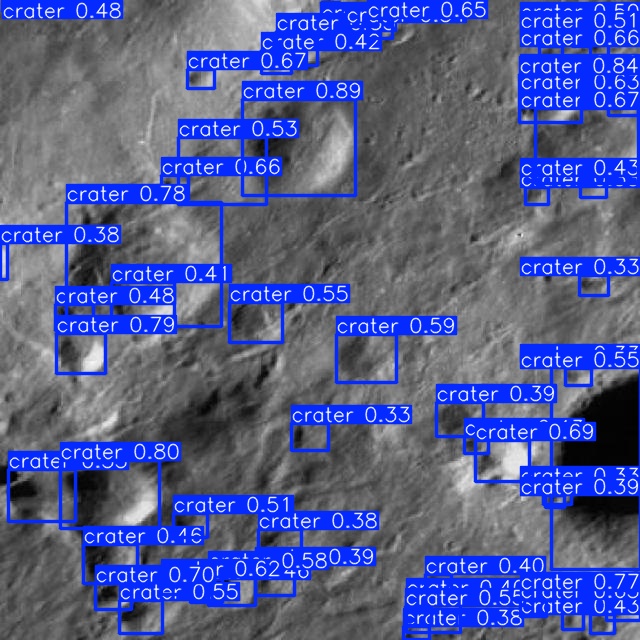 crater 0.48
crater 0.65
crater 0.50
crater 0.51
crater 0.66
crater 0.42
crater 0.67
crater 0.84
crater 0.63
crater 0.67
crater 0.89
crater 0.53
crater 0.66
crater 0.43
crater 0.78
crater 0.38
crater 0.41
crater 0.33
crater 0.48
crater 0.55
crater 0.79
crater 0.59
crater 0.55
crater 0.39
crater 0.33
crater 0.69
crater 0.80
crater 0.39
crater 0.51
crater 0.38
crater 0.46
0.39
0.58
0.62
crater 0.40
crater 0.70
crater 0.77
crater 0.55
crater 0.38